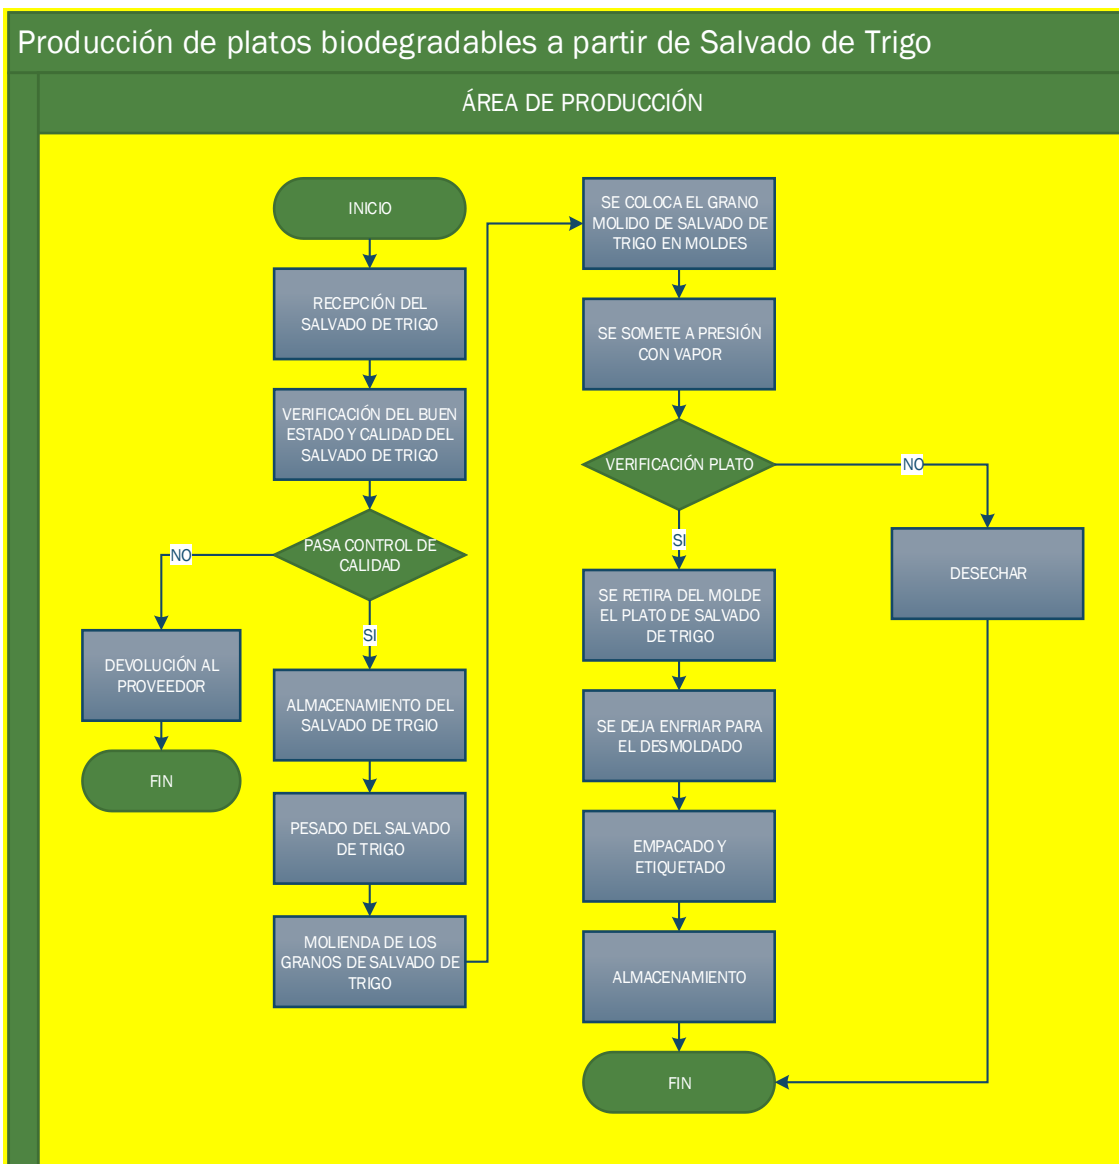 Producción de platos biodegradables a partir de Salvado de Trigo
ÁREA DE PRODUCCIÓN
INICIO
RECEPCIÓN DEL
SALVADO DE TRIGO
VERIFICACIÓN DEL BUEN
ESTADO Y CALIDAD DEL
SALVADO DE TRIGO
PASA CONTROL DE
CALIDAD
NO
DEVOLUCIÓN AL
PROVEEDOR
FIN
SI
ALMACENAMIENTO DEL
SALVADO DE TRGIO
PESADO DEL SALVADO
DE TRIGO
MOLIENDA DE LOS
GRANOS DE SALVADO DE
TRIGO
SE COLOCA EL GRANO
MOLIDO DE SALVADO DE
TRIGO EN MOLDES
SE SOMETE A PRESIÓN
CON VAPOR
VERIFICACIÓN PLATO
NO
DESECHAR
SI
SE RETIRA DEL MOLDE
EL PLATO DE SALVADO
DE TRIGO
SE DEJA ENFRIAR PARA
EL DESMOLDADO
EMPACADO Y
ETIQUETADO
ALMACENAMIENTO
FIN